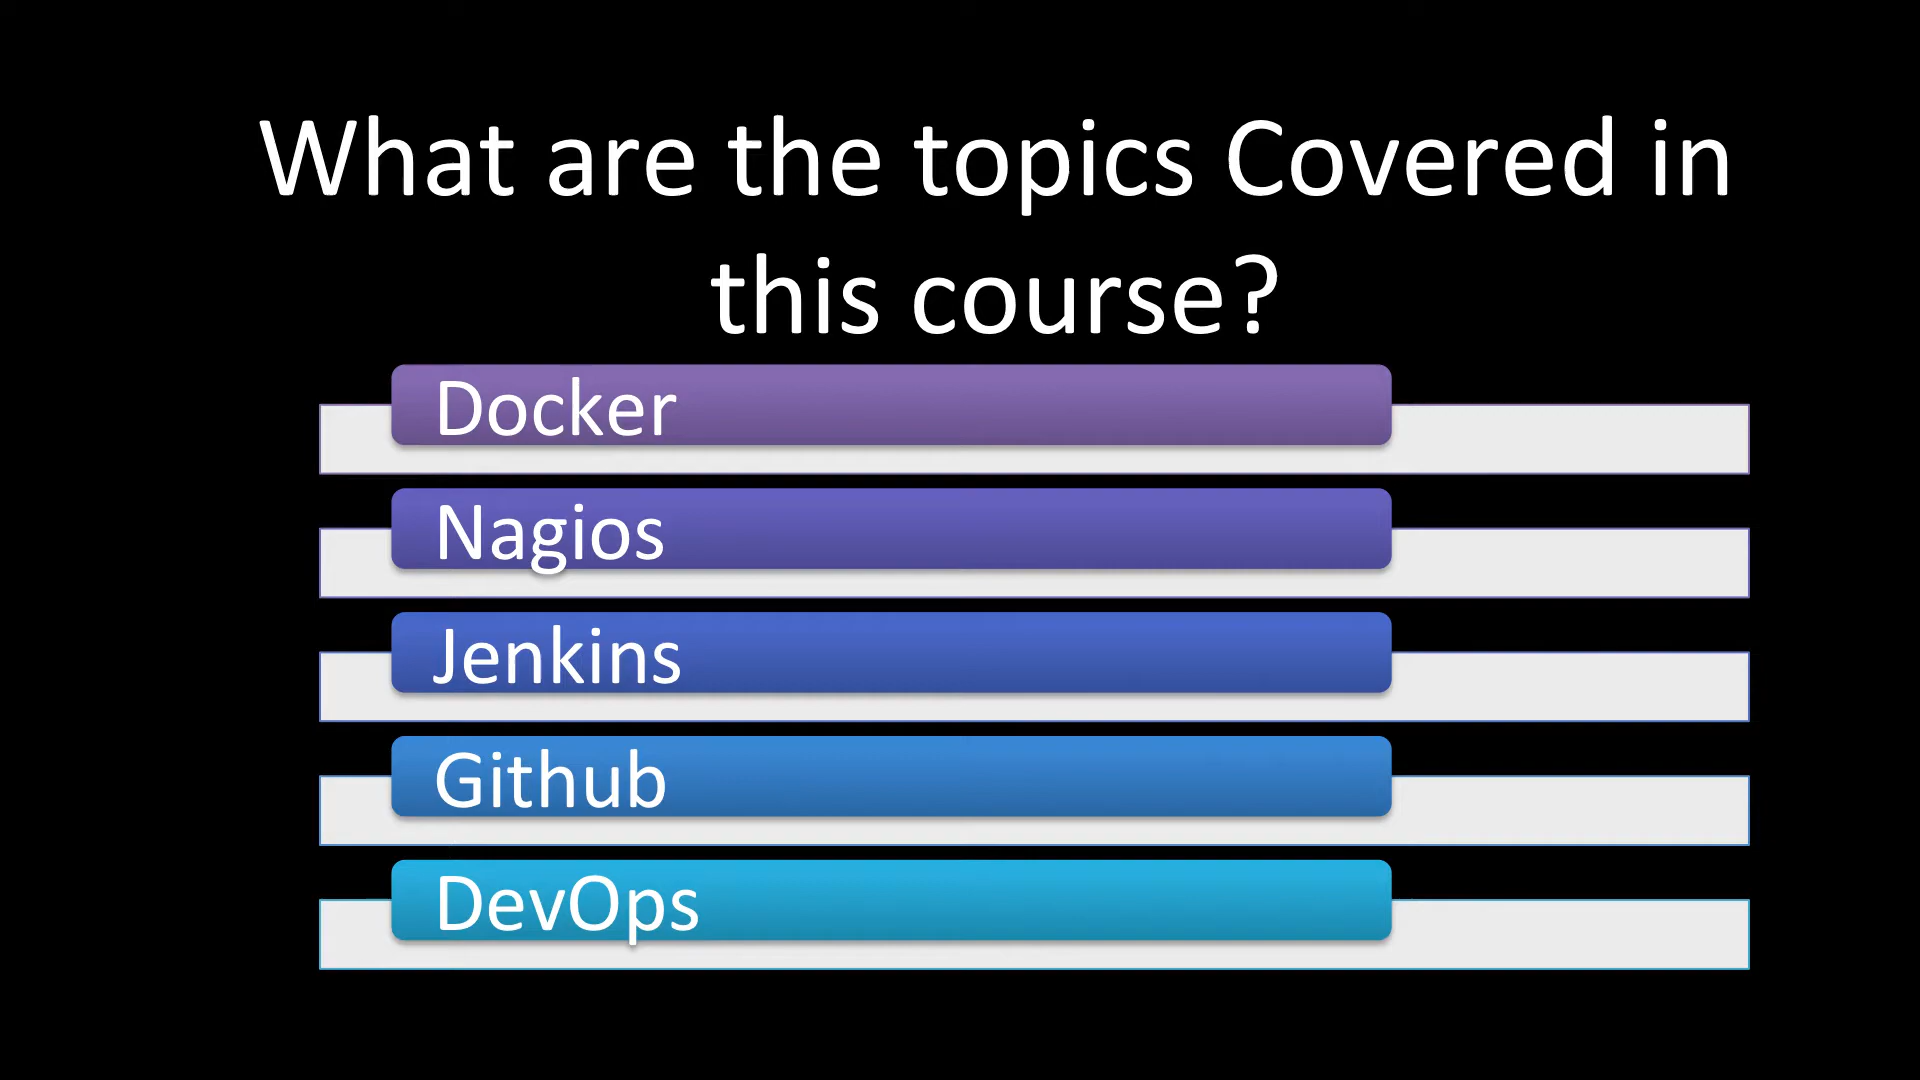 What are the topics Covered in
this course?
Docker
Nagios
Jenkins
Github
DevOps